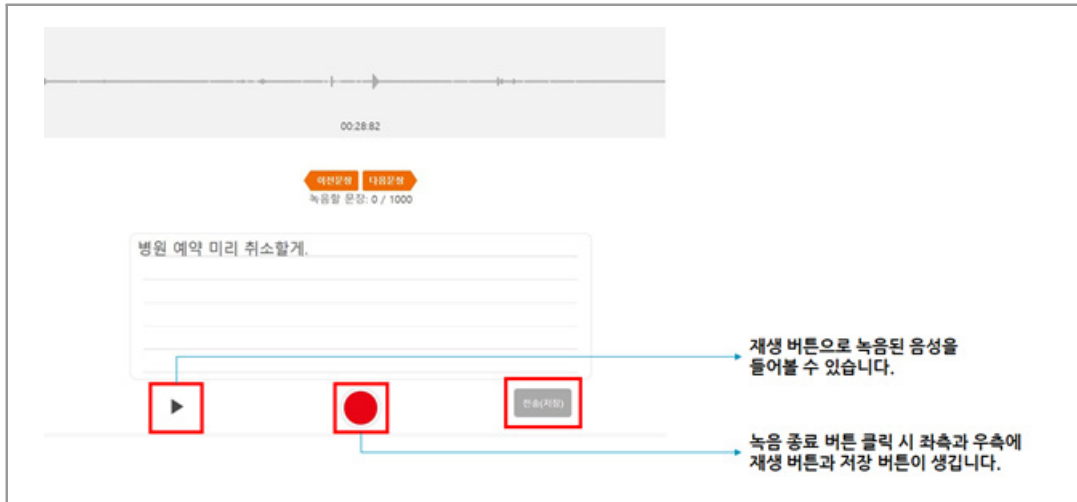 00:28:82
이전문장 다음문장
녹음할 문장: 0 / 1000
병원 예약 미리 취소할게.
재생 버튼으로 녹음된 음성을
들어볼 수 있습니다.
전송(저장)
녹음 종료 버튼 클릭 시 좌측과 우측에
재생 버튼과 저장 버튼이 생깁니다.